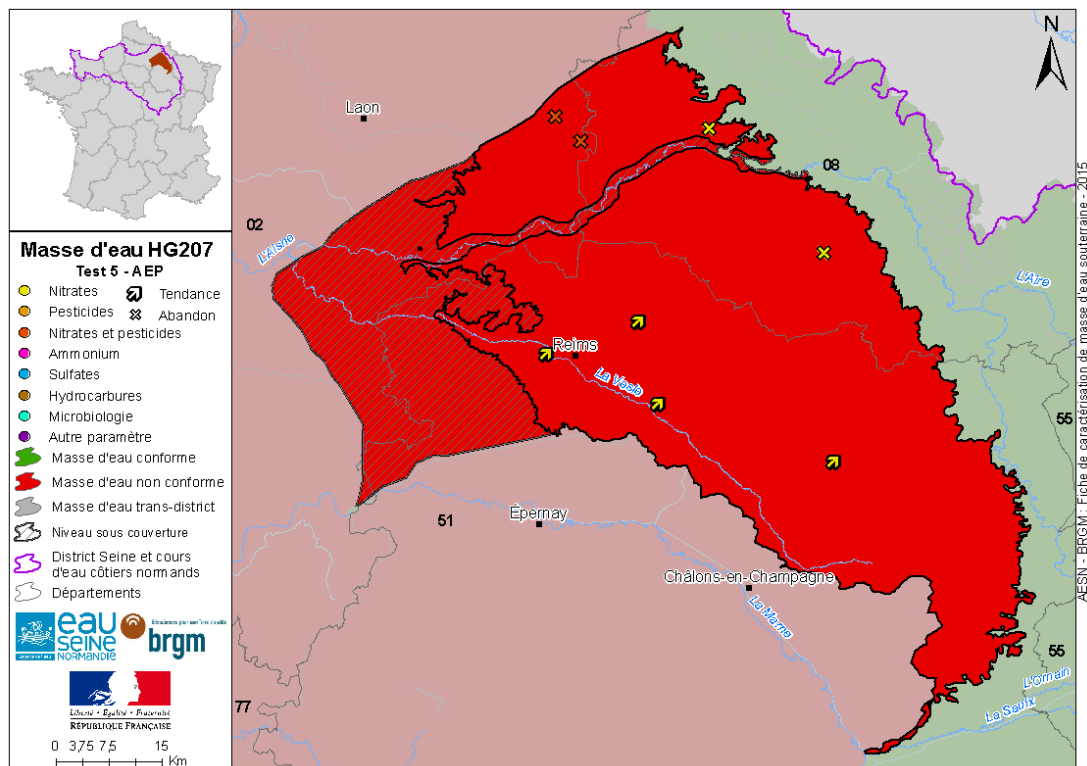 Masse d'eau HG207
Test 5 - AEP
Nitrates
Pesticides
Nitrates et pesticides
Ammonium
Sulfates
Hydrocarbures
Microbiologie
Autre paramètre
Tendance
Abandon
Masse d'eau conforme
Masse d'eau non conforme
Masse d'eau trans-district
Niveau sous couverture
District Seine et cours
d'eau côtiers normands
Départements
eau
SEINE
NORMANDIE
brgm
Liberté • Égalité • Fraternité
RÉPUBLIQUE FRANÇAISE
0 3,75 7,5 15
Km
N
Laon
08
02
L'Aisne
L'Aire
Reims
La Vesle
55
51
Épernay
Châlons-en-Champagne
La Marne
55
L'Ornain
La Saulx
77
AESN - BRGM : Fiche de caractérisation de masse d'eau souterraine - 2015